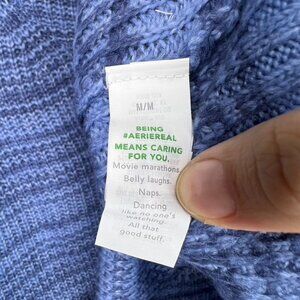 M/M
BEING
#AERIEREAL
MEANS CARING
FOR YOU.
Movie marathons.
Belly laughs.
Naps.
Dancing
like no one's
watching.
All that
good stuff.